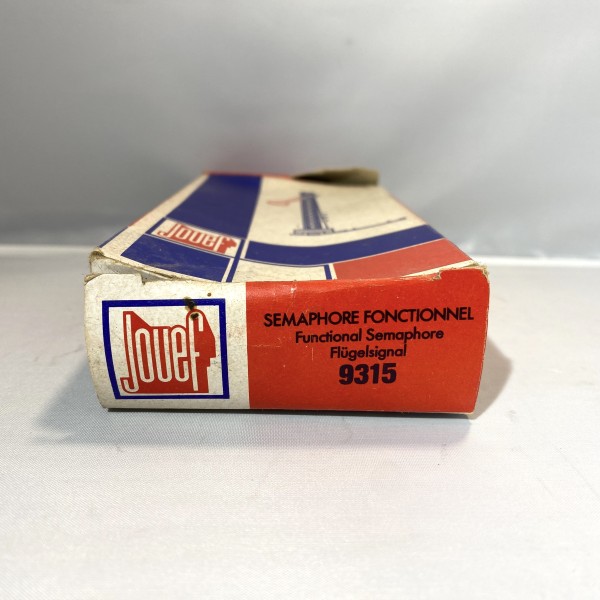 Jouef
Jouef
SEMAPHORE FONCTIONNEL
Functional Semaphore
Flügelsignal
9315